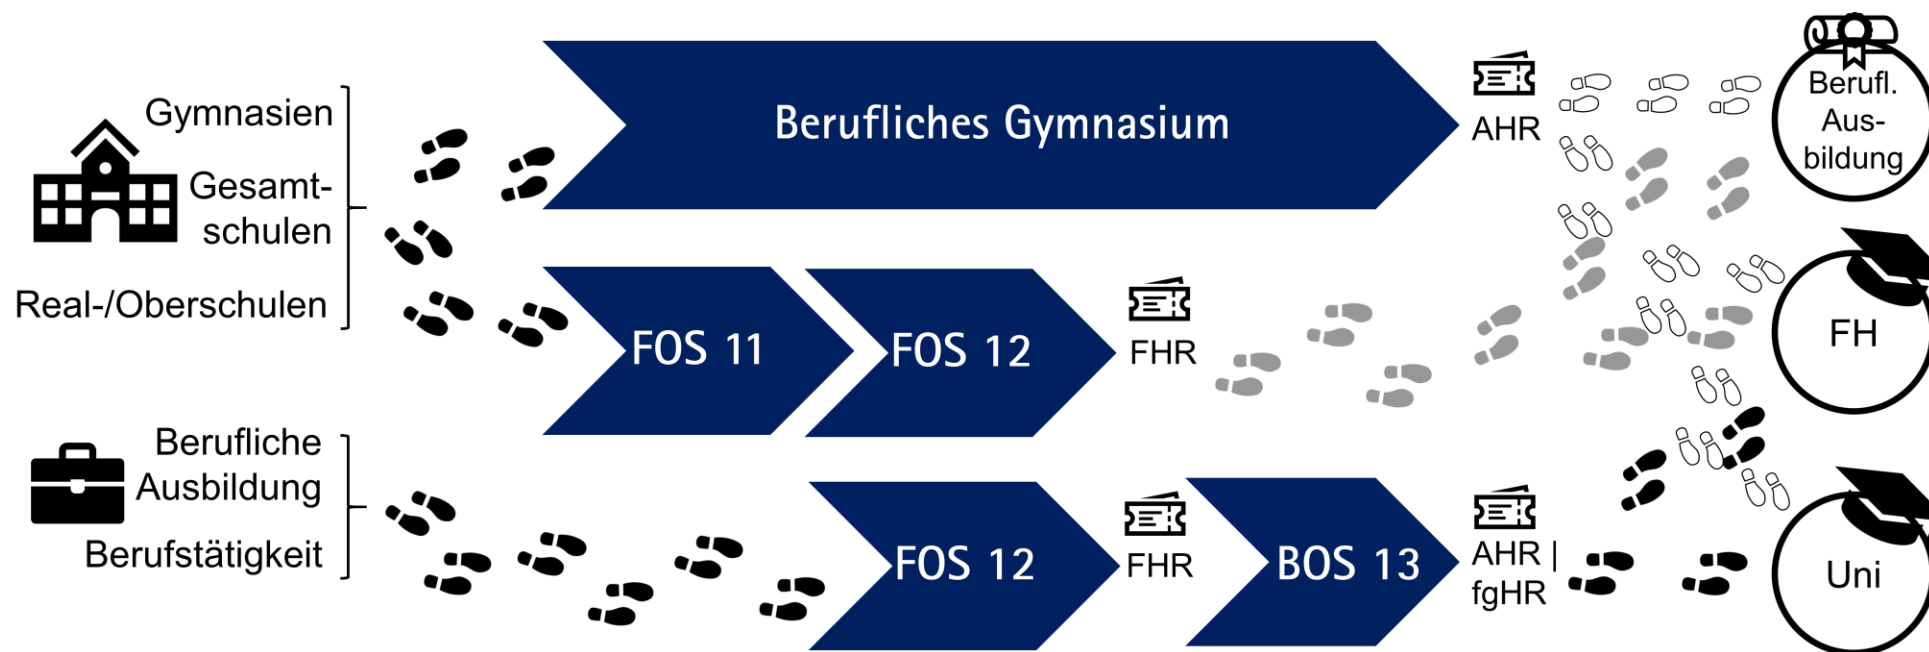 Gymnasien
Gesamt-
schulen
Real-/Oberschulen
Berufliches Gymnasium
AHR
FOS 11
FOS 12
FHR
Berufliche
Ausbildung
Berufstätigkeit
FOS 12
FHR
BOS 13
AHR |
fgHR
Berufl.
Aus-
bildung
FH
Uni